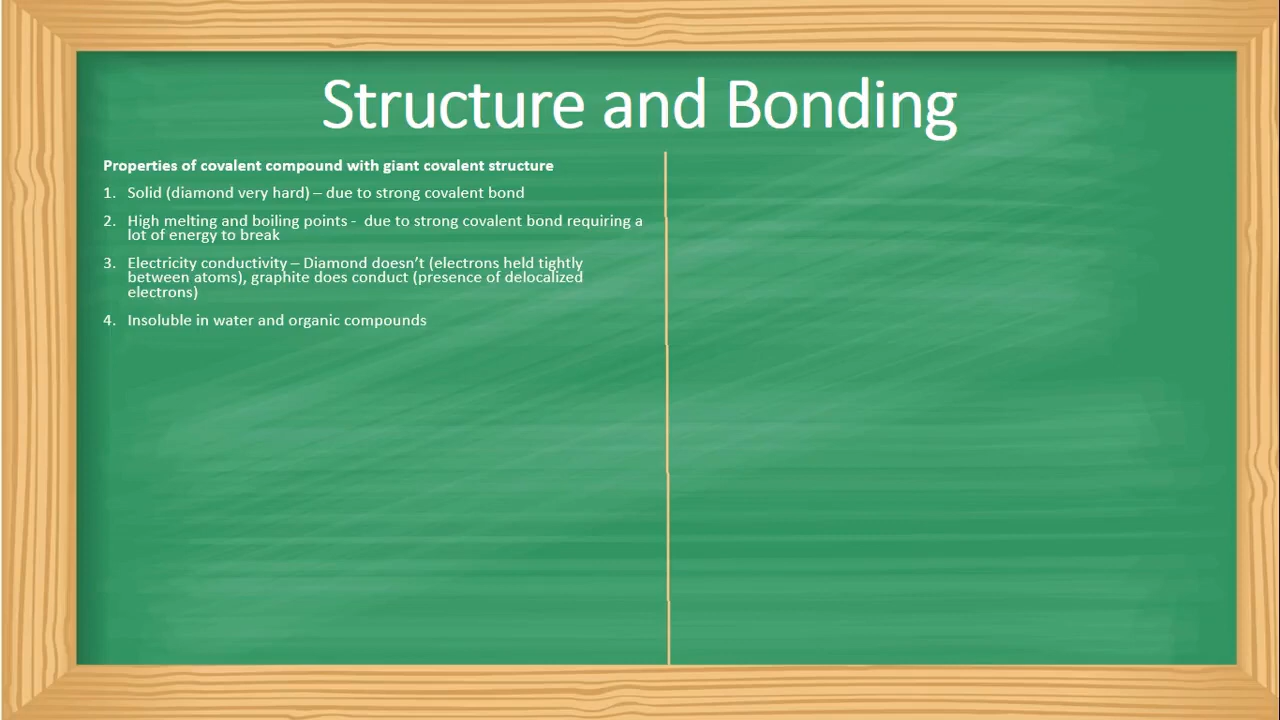 Structure and Bonding
Properties of covalent compound with giant covalent structure
1. Solid (diamond very hard) – due to strong covalent bond
2. High melting and boiling points -  due to strong covalent bond requiring a
lot of energy to break
3. Electricity conductivity – Diamond doesn’t (electrons held tightly
between atoms), graphite does conduct (presence of delocalized
electrons)
4. Insoluble in water and organic compounds